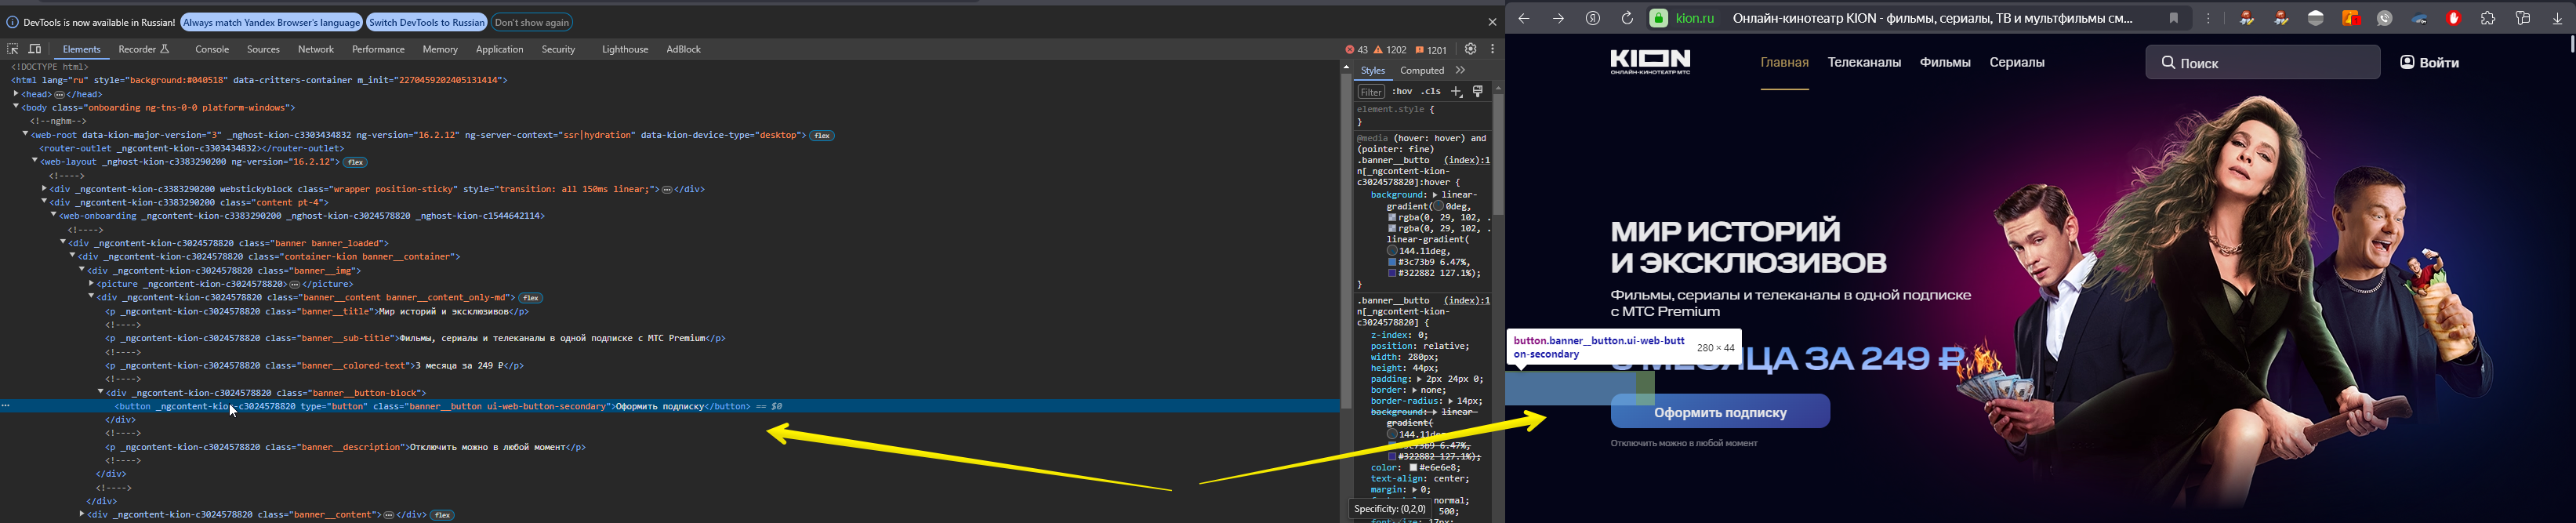 DevTools is now available in Russian! Always match Yandex Browser's language Switch DevTools to Russian Don't show again
Elements Recorder Console Sources Network Performance Memory Application Security Lighthouse AdBlock 43 1202 1201
<!DOCTYPE html>
<html lang="ru" style="background:#040518" data-critters-container m_init="2270459202405131414">
<head> … </head>
<body class="onboarding ng-tns-0-0 platform-windows">
<!--nghm-->
<web-root data-kion-major-version="3" _nghost-kion-c3303434832 ng-version="16.2.12" ng-server-context="ssr|hydration" data-kion-device-type="desktop"> flex
<router-outlet _ngcontent-kion-c3303434832></router-outlet>
<web-layout _nghost-kion-c3383290200 ng-version="16.2.12"> flex
<!---->
<div _ngcontent-kion-c3383290200 webstickyblock class="wrapper position-sticky" style="transition: all 150ms linear;"> … </div>
<div _ngcontent-kion-c3383290200 class="content pt-4">
<web-onboarding _ngcontent-kion-c3383290200 _nghost-kion-c3024578820 _nghost-kion-c1544642114>
<!---->
<div _ngcontent-kion-c3024578820 class="banner banner_loaded">
<div _ngcontent-kion-c3024578820 class="container-kion banner__container">
<div _ngcontent-kion-c3024578820 class="banner__img">
<picture _ngcontent-kion-c3024578820> … </picture>
<div _ngcontent-kion-c3024578820 class="banner__content banner__content_only-md"> flex
<p _ngcontent-kion-c3024578820 class="banner__title">Мир историй и эксклюзивов</p>
<!---->
<p _ngcontent-kion-c3024578820 class="banner__sub-title">Фильмы, сериалы и телеканалы в одной подписке с МТС Premium</p>
<!---->
<p _ngcontent-kion-c3024578820 class="banner__colored-text">3 месяца за 249 ₽</p>
<!---->
<div _ngcontent-kion-c3024578820 class="banner__button-block">
… <button _ngcontent-kion-c3024578820 type="button" class="banner__button ui-web-button-secondary">Оформить подписку</button> == $0
</div>
<!---->
<p _ngcontent-kion-c3024578820 class="banner__description">Отключить можно в любой момент</p>
<!---->
</div>
<!---->
</div>
<div _ngcontent-kion-c3024578820 class="banner__content"> … </div> flex
Styles Computed
Filter :hov .cls
element.style {
}
@media (hover: hover) and
(pointer: fine)
.banner__butto (index):1
n[_ngcontent-kion-
c3024578820]:hover {
background: linear-
gradient( 0deg,
rgba(0, 29, 102, .
rgba(0, 29, 102, .
linear-gradient(
144.11deg,
#3c73b9 6.47%,
#322882 127.1%);
}
.banner__butto (index):1
n[_ngcontent-kion-
c3024578820] {
z-index: 0;
position: relative;
width: 280px;
height: 44px;
padding: 2px 24px 0;
border: none;
border-radius: 14px;
background: linear
gradient(
144.11deg
#3c73b9 6.47%,
#322882 127.1%);
color: #e6e6e8;
text-align: center;
margin: 0;
normal;
500;
17px;
Specificity: (0,2,0)
kion.ru Онлайн-кинотеатр KION - фильмы, сериалы, ТВ и мультфильмы см...
KION
ОНЛАЙН-КИНОТЕАТР МТС
Главная Телеканалы Фильмы Сериалы Поиск Войти
МИР ИСТОРИЙ
И ЭКСКЛЮЗИВОВ
Фильмы, сериалы и телеканалы в одной подписке
с МТС Premium
button.banner__button.ui-web-butt
on-secondary 280 × 44
МЕСЯЦА ЗА 249 ₽
Оформить подписку
Отключить можно в любой момент